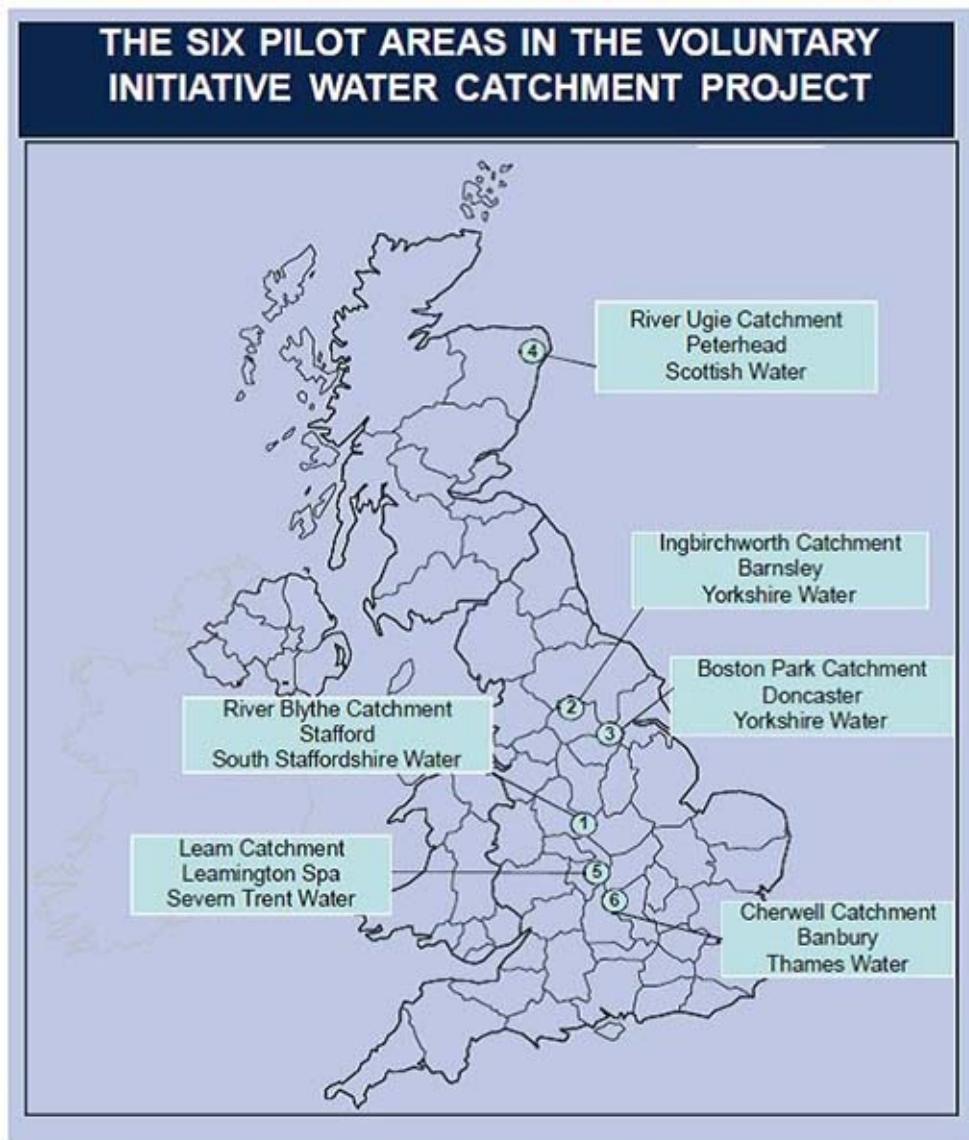 THE SIX PILOT AREAS IN THE VOLUNTARY
INITIATIVE WATER CATCHMENT PROJECT
River Ugie Catchment
Peterhead
Scottish Water
4
Ingbirchworth Catchment
Barnsley
Yorkshire Water
Boston Park Catchment
Doncaster
Yorkshire Water
2
3
River Blythe Catchment
Stafford
South Staffordshire Water
1
Leam Catchment
Leamington Spa
Severn Trent Water
5
6
Cherwell Catchment
Banbury
Thames Water